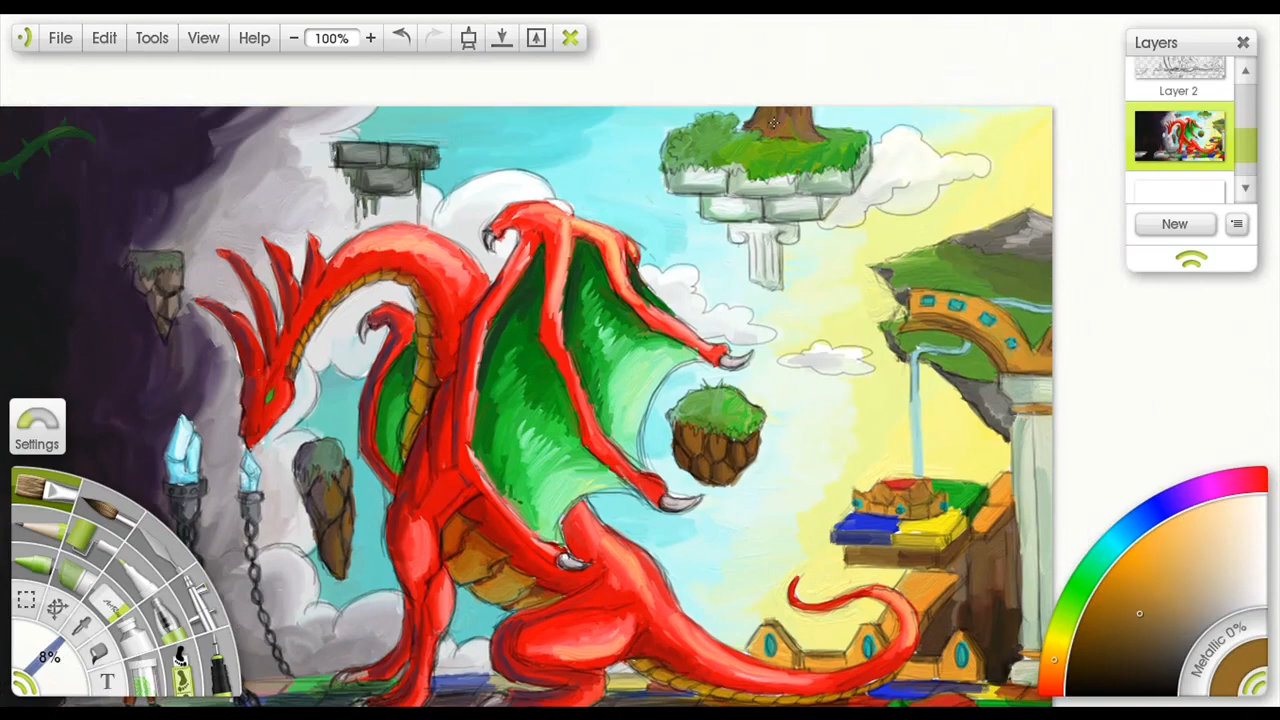 File Edit Tools View Help − 100% +
Layers
Layer 2
New
Settings
8%
T
Metallic 0%